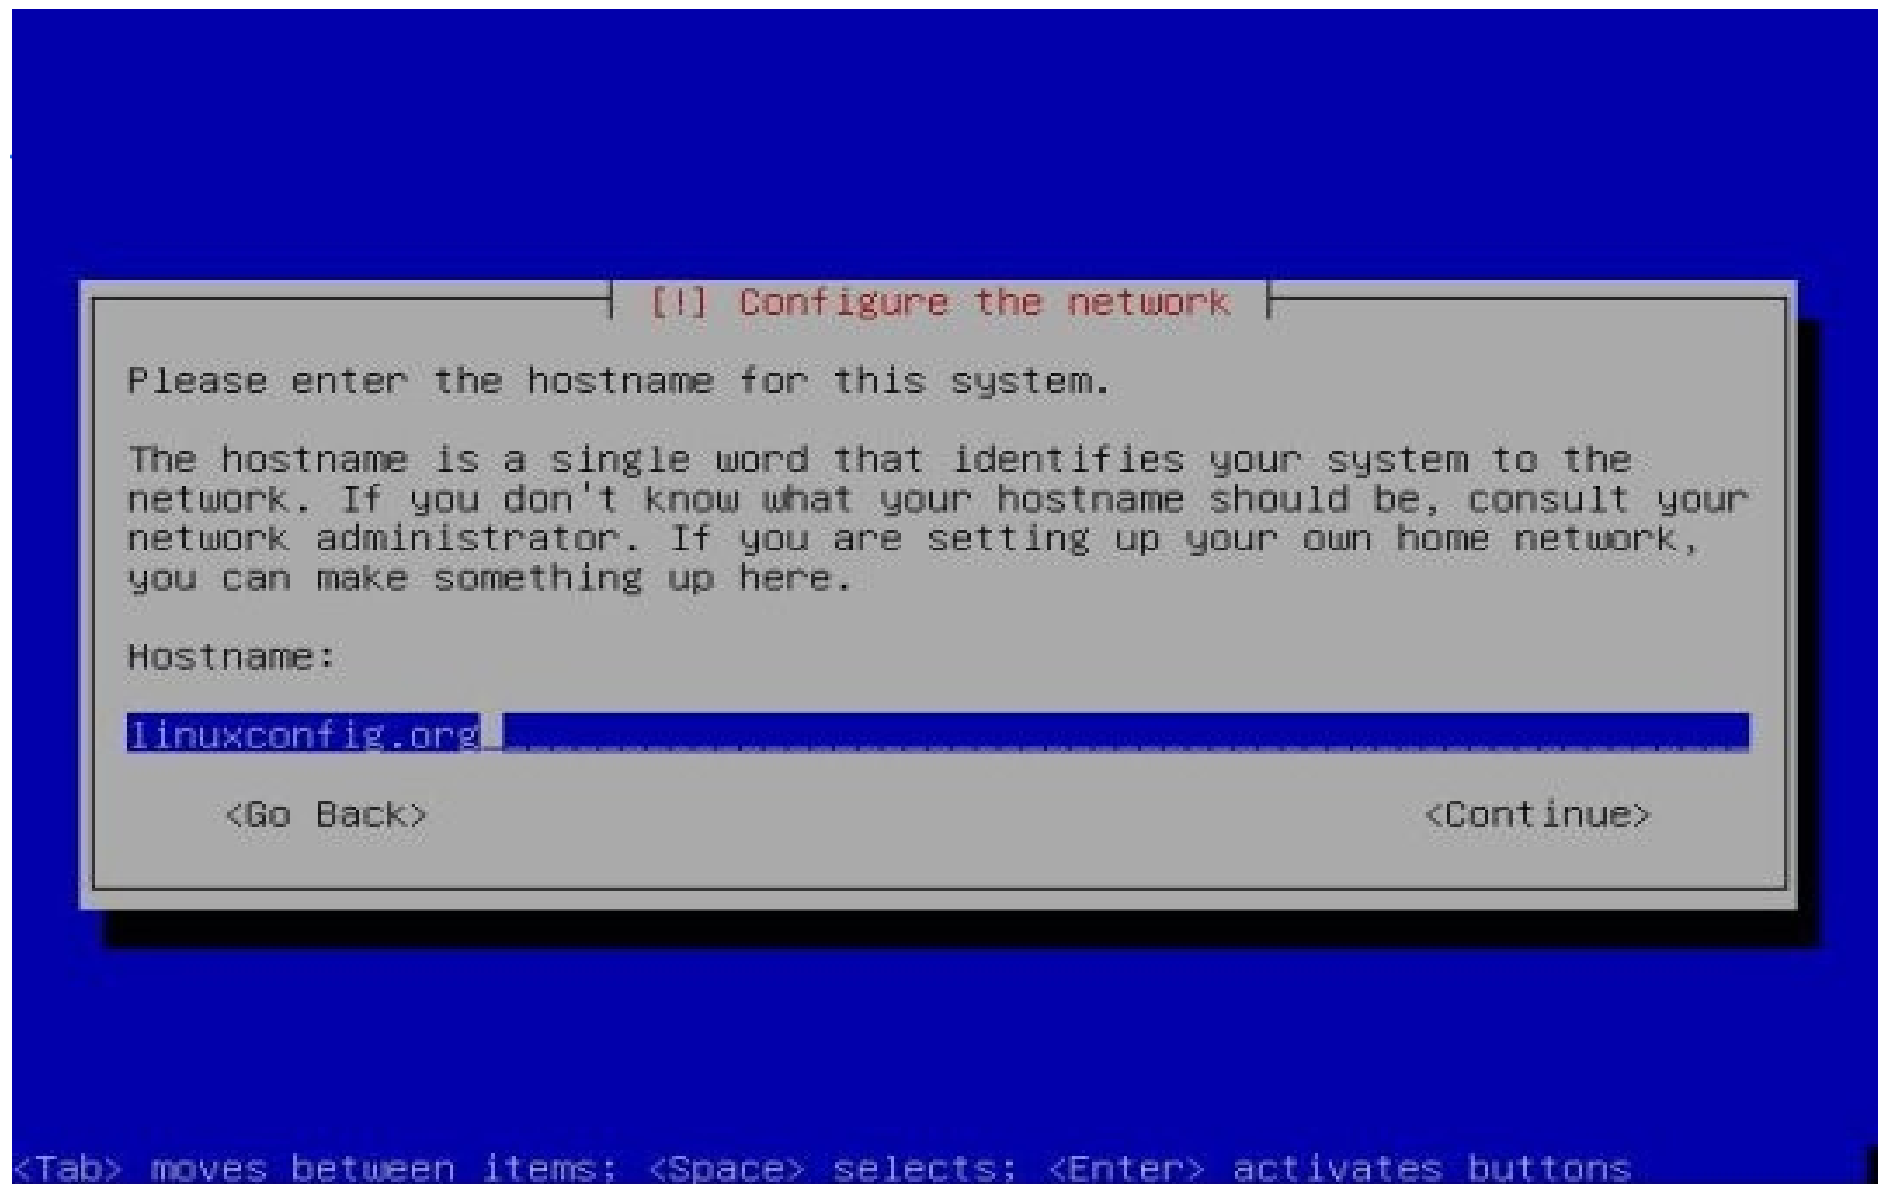 [!] Configure the network
Please enter the hostname for this system.
The hostname is a single word that identifies your system to the
network. If you don't know what your hostname should be, consult your
network administrator. If you are setting up your own home network,
you can make something up here.
Hostname:
linuxconfig.org
<Go Back> <Continue>
<Tab> moves between items; <Space> selects; <Enter> activates buttons